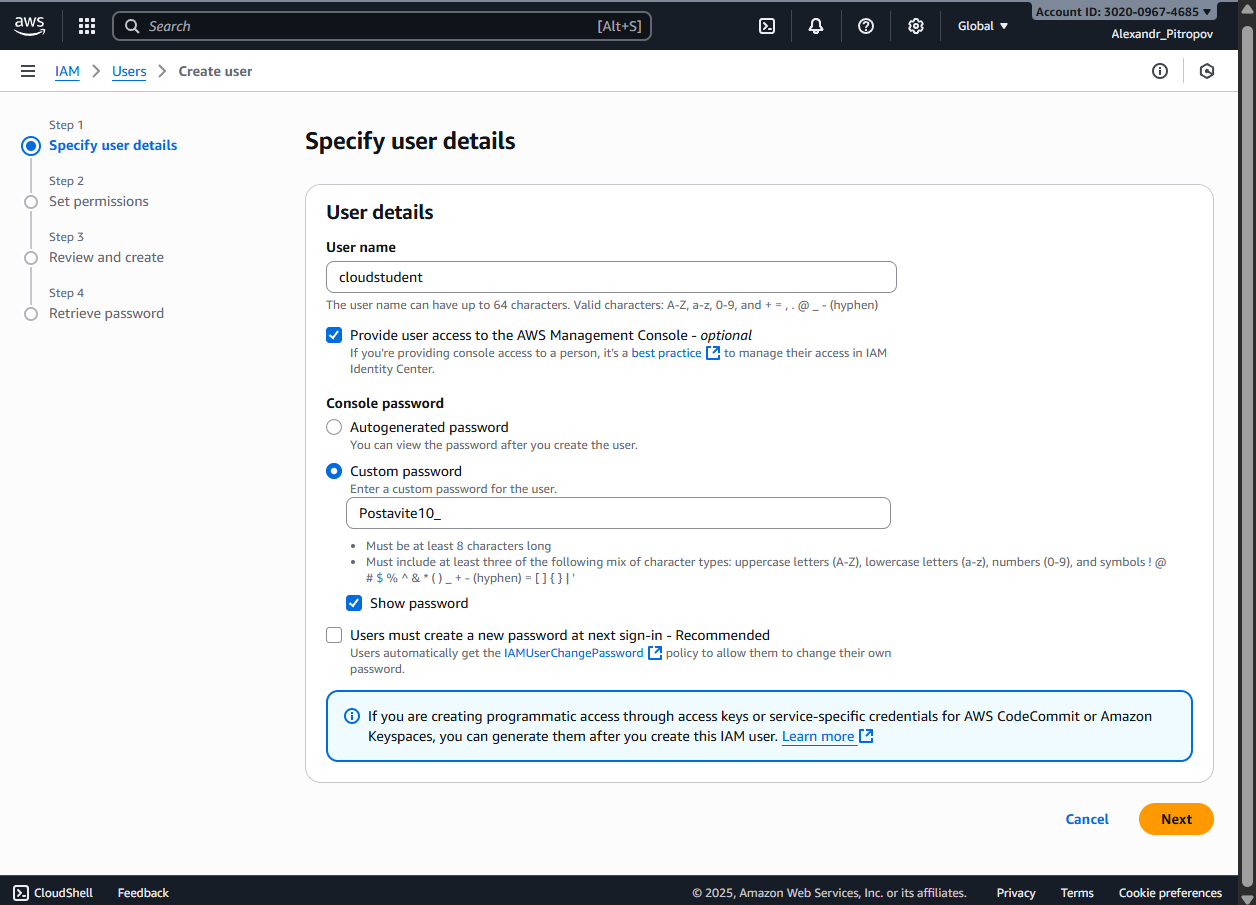 aws
Search [Alt+S]
Global
Account ID: 3020-0967-4685
Alexandr_Pitropov
IAM
Users
Create user
Step 1
Specify user details
Step 2
Set permissions
Step 3
Review and create
Step 4
Retrieve password
Specify user details
User details
User name
cloudstudent
The user name can have up to 64 characters. Valid characters: A-Z, a-z, 0-9, and + = , . @ _ - (hyphen)
Provide user access to the AWS Management Console - optional
If you're providing console access to a person, it's a best practice to manage their access in IAM
Identity Center.
Console password
Autogenerated password
You can view the password after you create the user.
Custom password
Enter a custom password for the user.
Postavite10_
• Must be at least 8 characters long
• Must include at least three of the following mix of character types: uppercase letters (A-Z), lowercase letters (a-z), numbers (0-9), and symbols ! @
# $ % ^ & * ( ) _ + - (hyphen) = [ ] { } | '
Show password
Users must create a new password at next sign-in - Recommended
Users automatically get the IAMUserChangePassword policy to allow them to change their own
password.
If you are creating programmatic access through access keys or service-specific credentials for AWS CodeCommit or Amazon
Keyspaces, you can generate them after you create this IAM user. Learn more
Cancel
Next
CloudShell
Feedback
© 2025, Amazon Web Services, Inc. or its affiliates.
Privacy
Terms
Cookie preferences